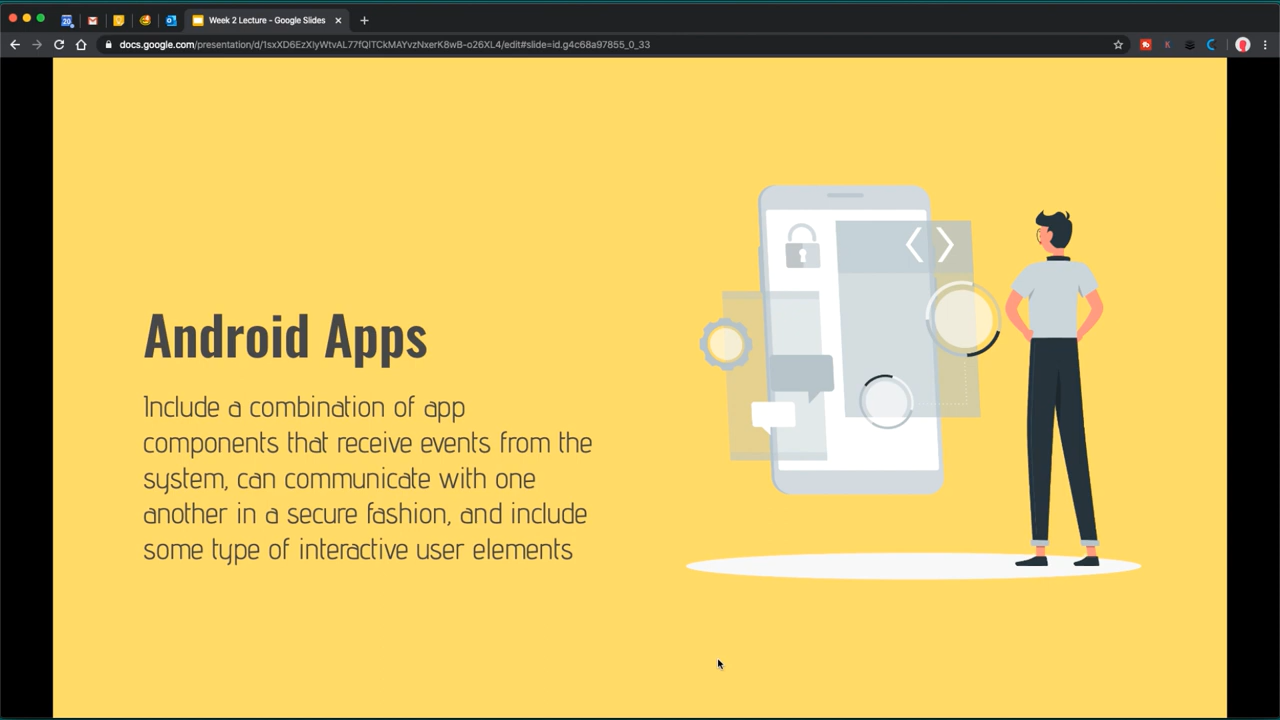 20
Week 2 Lecture - Google Slides
docs.google.com/presentation/d/1sxXD6EzXlyWtvAL77fQlTCkMAYvzNxerK8wB-o26XL4/edit#slide=id.g4c68a97855_0_33
K
Android Apps
Include a combination of app
components that receive events from the
system, can communicate with one
another in a secure fashion, and include
some type of interactive user elements